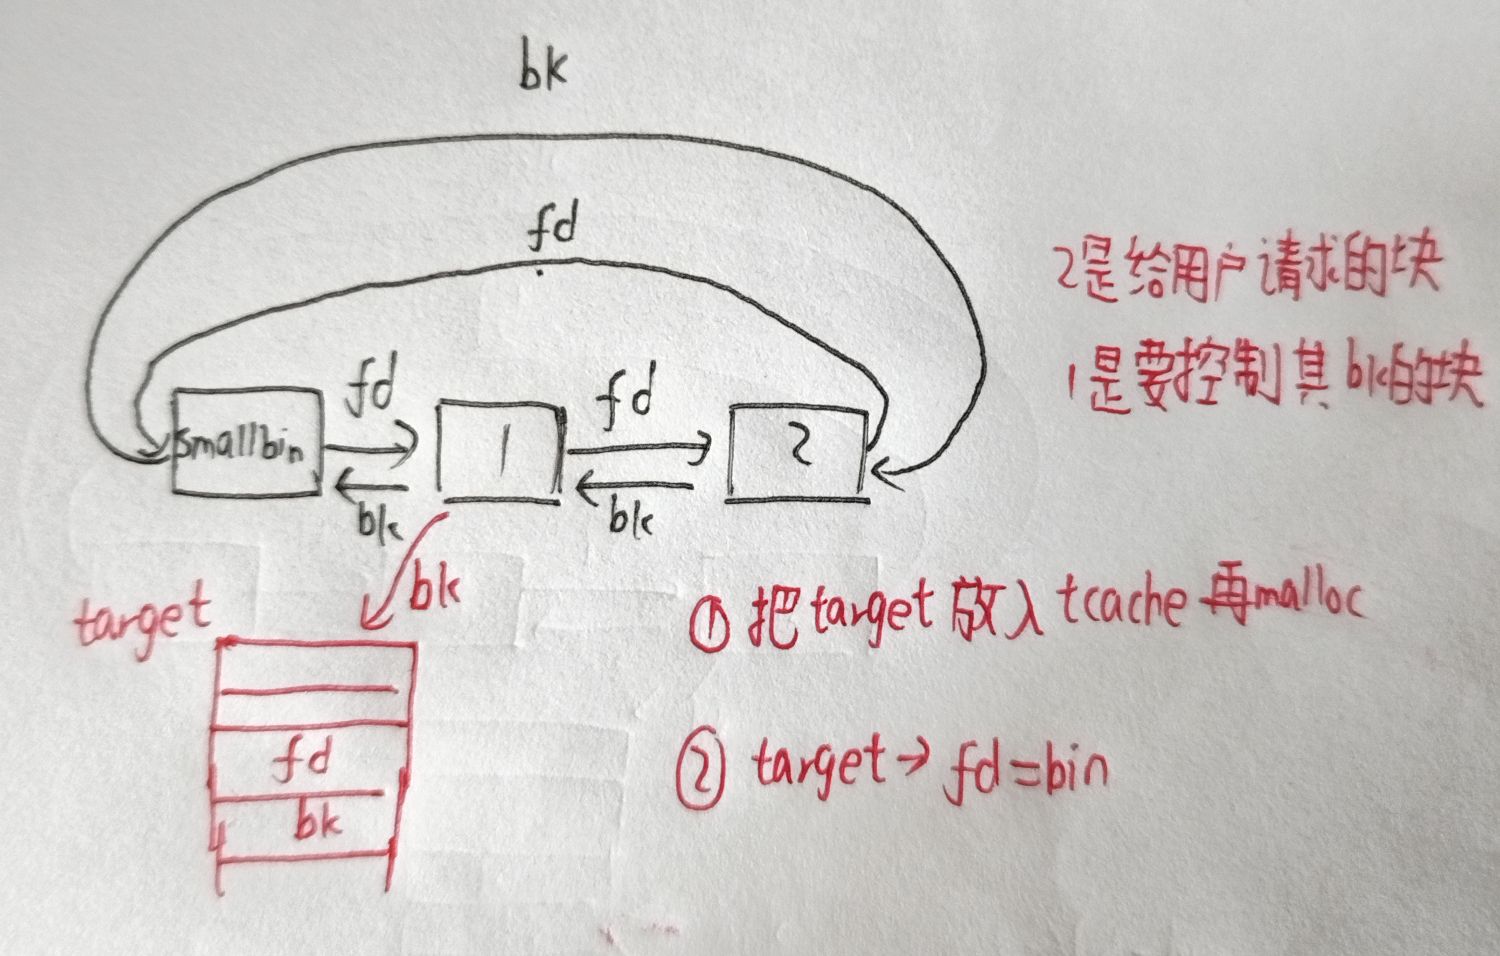 bk
fd
2是给用户请求的块
1是要控制其bk的块
fd
fd
smallbin
1
2
bk
bk
bk
target
fd
bk
① 把target放入tcache再malloc
② target→fd=bin